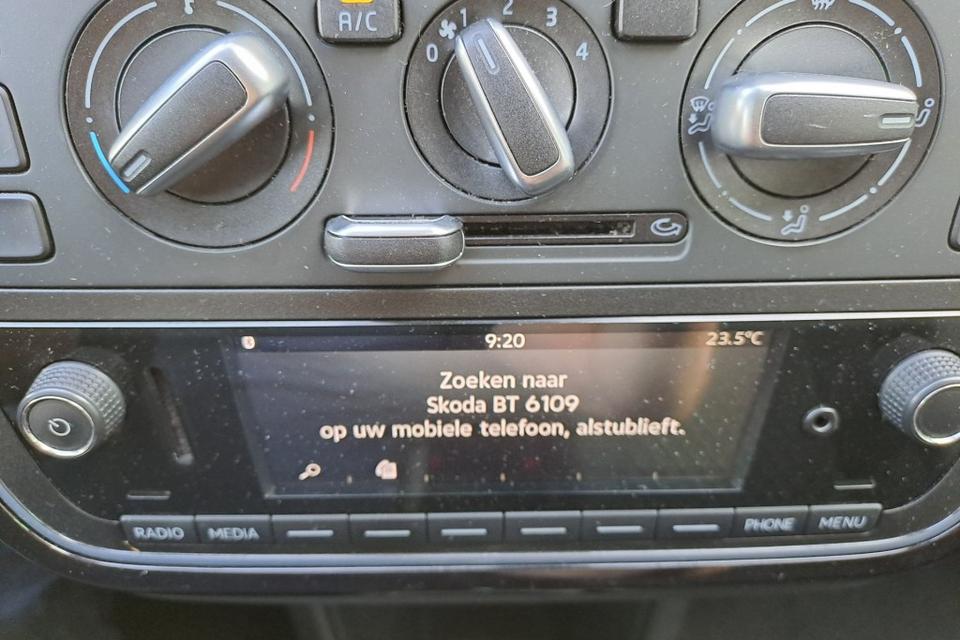 A/C
0 1 2 3 4
9:20 23.5°C
Zoeken naar
Skoda BT 6109
op uw mobiele telefoon, alstublieft.
RADIO MEDIA PHONE MENU